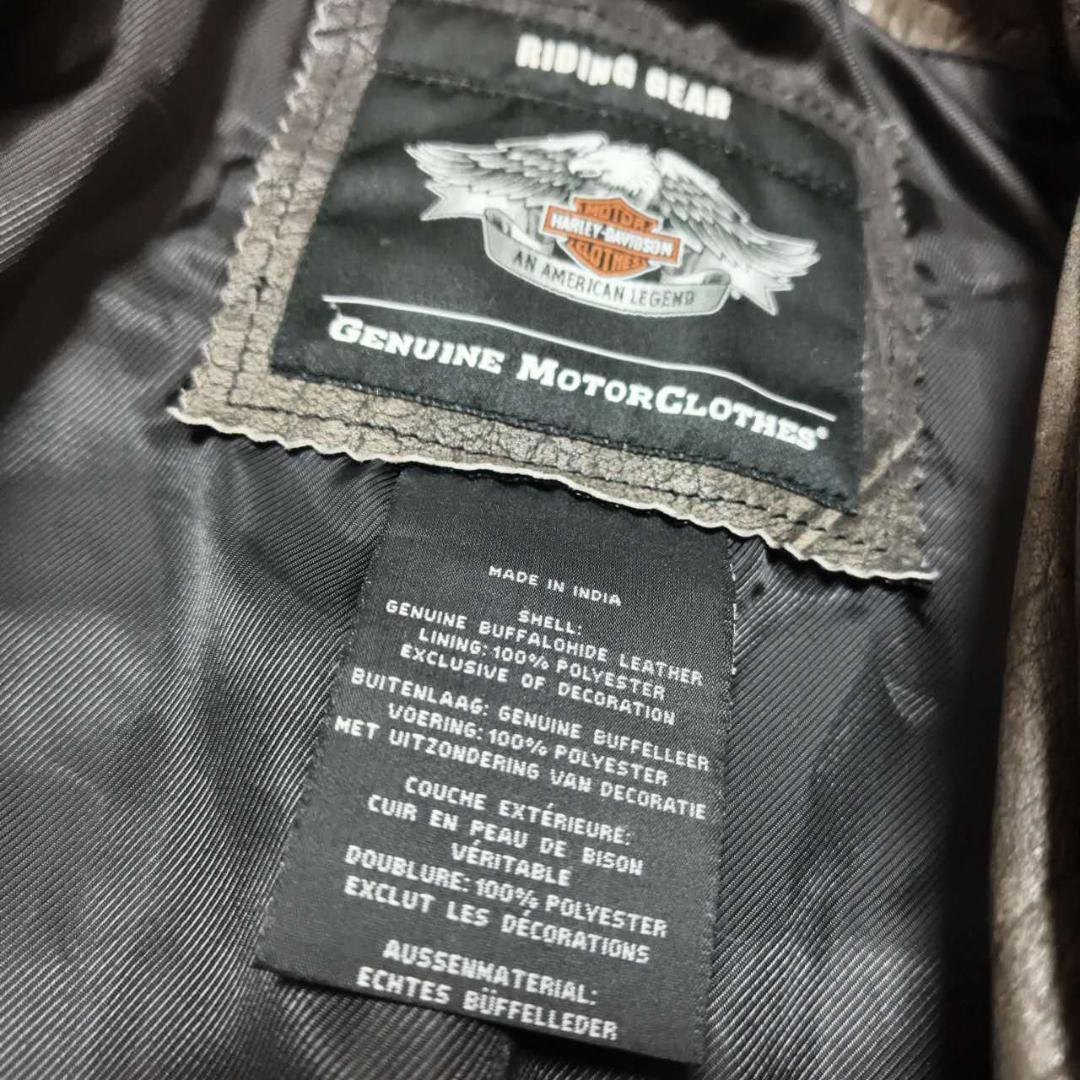 RIDING GEAR
MOTOR
HARLEY-DAVIDSON
CLOTHES
AN AMERICAN LEGEND
GENUINE MOTORCLOTHES®
MADE IN INDIA
SHELL:
GENUINE BUFFALOHIDE LEATHER
LINING: 100% POLYESTER
EXCLUSIVE OF DECORATION
BUITENLAAG: GENUINE BUFFELLEER
VOERING: 100% POLYESTER
MET UITZONDERING VAN DECORATIE
COUCHE EXTÉRIEURE:
CUIR EN PEAU DE BISON
VÉRITABLE
DOUBLURE: 100% POLYESTER
EXCLUT LES DÉCORATIONS
AUSSENMATERIAL:
ECHTES BÜFFELLEDER